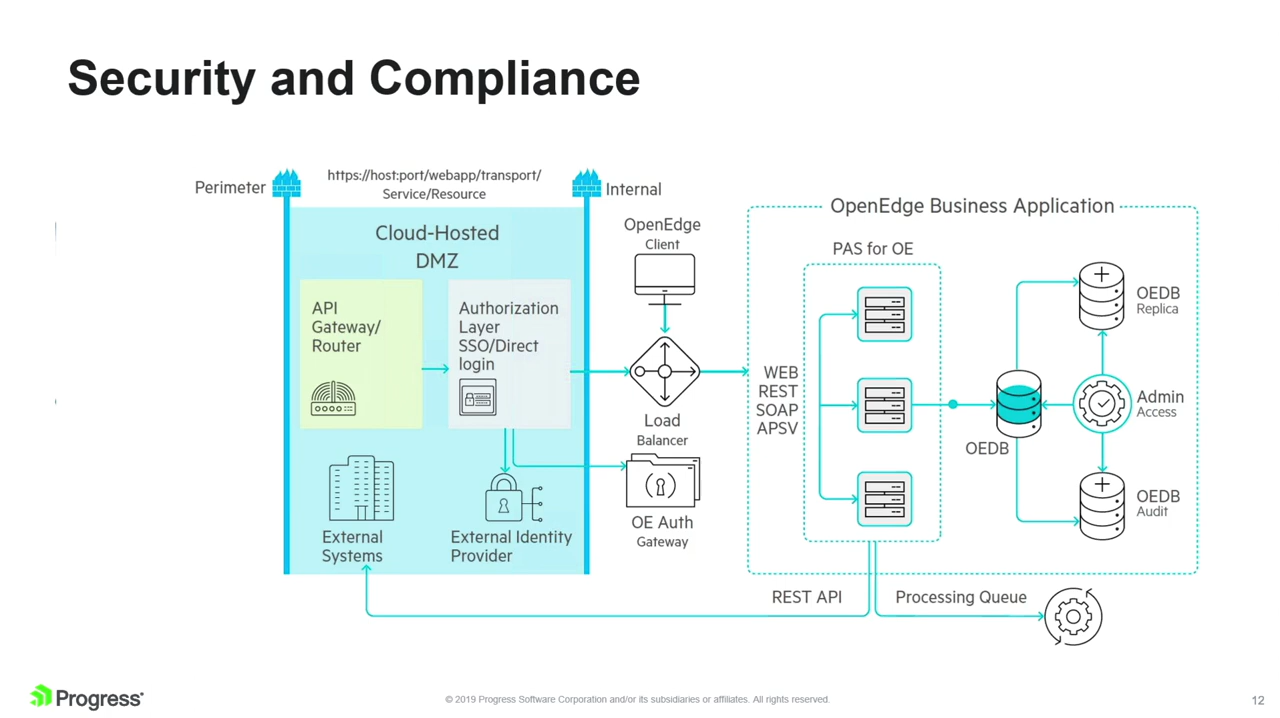 Security and Compliance
Perimeter
https://host:port/webapp/transport/
Service/Resource
Internal
Cloud-Hosted
DMZ
API
Gateway/
Router
Authorization
Layer
SSO/Direct
login
External
Systems
External Identity
Provider
OpenEdge
Client
Load
Balancer
OE Auth
Gateway
OpenEdge Business Application
PAS for OE
WEB
REST
SOAP
APSV
OEDB
OEDB
Replica
Admin
Access
OEDB
Audit
REST API
Processing Queue
Progress
© 2019 Progress Software Corporation and/or its subsidiaries or affiliates. All rights reserved.
12